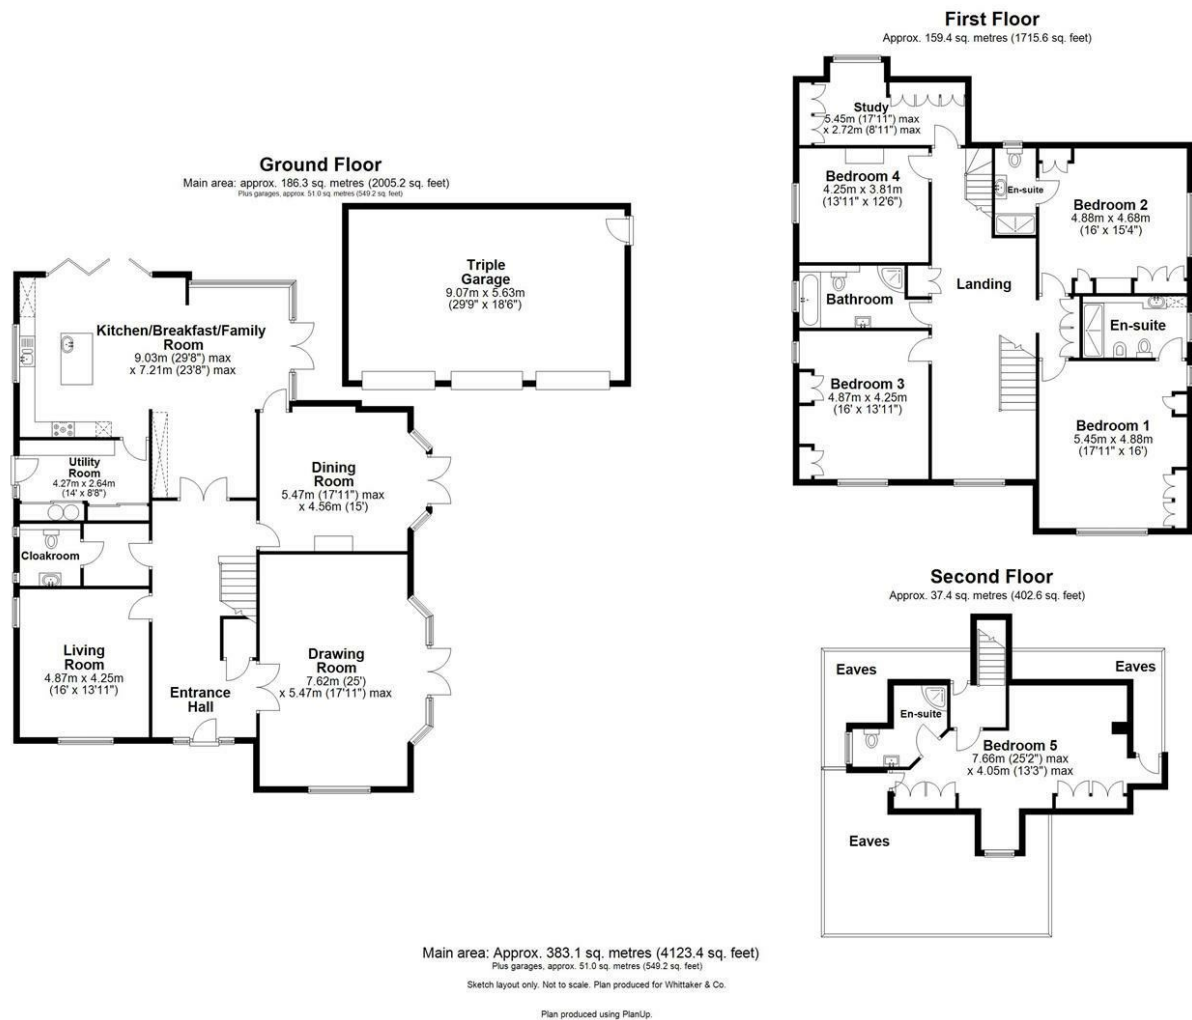 Ground Floor
Main area: approx. 186.3 sq. metres (2005.2 sq. feet)
Plus garages, approx. 51.0 sq. metres (549.2 sq. feet)
Triple
Garage
9.07m x 5.63m
(29'9" x 18'6")
Kitchen/Breakfast/Family
Room
9.03m (29'8") max
x 7.21m (23'8") max
Utility
Room
4.27m x 2.64m
(14' x 8'8")
Dining
Room
5.47m (17'11") max
x 4.56m (15')
Cloakroom
Living
Room
4.87m x 4.25m
(16' x 13'11")
Entrance
Hall
Drawing
Room
7.62m (25')
x 5.47m (17'11") max
First Floor
Approx. 159.4 sq. metres (1715.6 sq. feet)
Study
5.45m (17'11") max
x 2.72m (8'11") max
Bedroom 4
4.25m x 3.81m
(13'11" x 12'6")
En-suite
Bedroom 2
4.88m x 4.68m
(16' x 15'4")
Landing
Bathroom
En-suite
Bedroom 3
4.87m x 4.25m
(16' x 13'11")
Bedroom 1
5.45m x 4.88m
(17'11" x 16')
Second Floor
Approx. 37.4 sq. metres (402.6 sq. feet)
Eaves
Eaves
En-suite
Bedroom 5
7.66m (25'2") max
x 4.05m (13'3") max
Eaves
Main area: Approx. 383.1 sq. metres (4123.4 sq. feet)
Plus garages, approx. 51.0 sq. metres (549.2 sq. feet)
Sketch layout only. Not to scale. Plan produced for Whittaker & Co.
Plan produced using PlanUp.